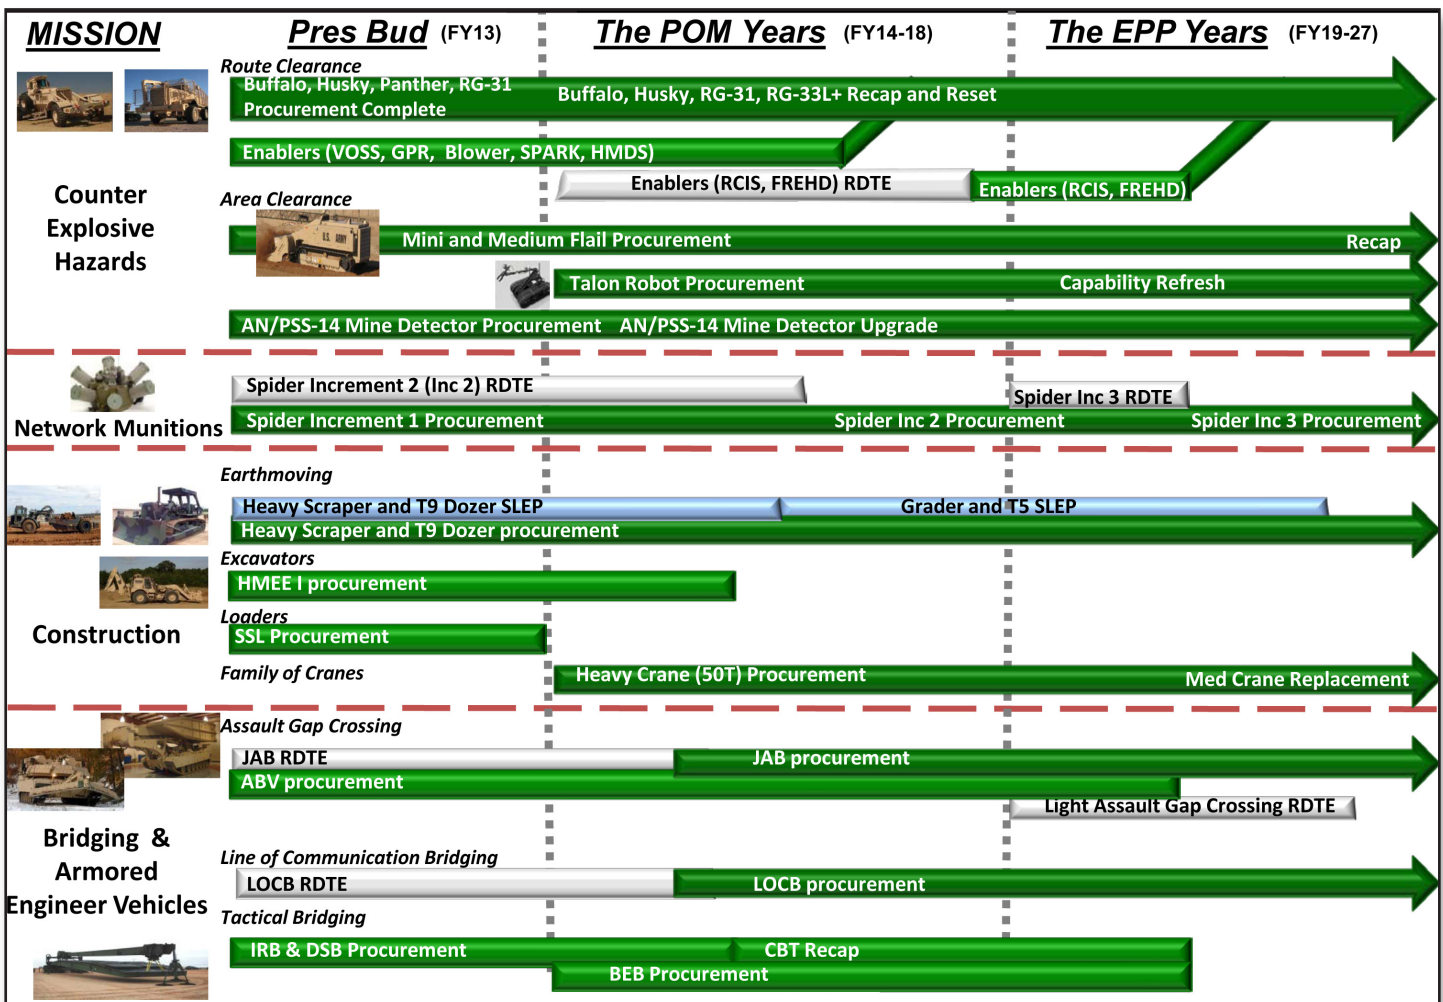 MISSION
Pres Bud (FY13)
The POM Years (FY14-18)
The EPP Years (FY19-27)
Route Clearance
Buffalo, Husky, Panther, RG-31
Procurement Complete
Buffalo, Husky, RG-31, RG-33L+ Recap and Reset
Enablers (VOSS, GPR, Blower, SPARK, HMDS)
Enablers (RCIS, FREHD) RDTE
Enablers (RCIS, FREHD)
Counter
Explosive
Hazards
Area Clearance
U.S. ARMY
Mini and Medium Flail Procurement
Recap
Talon Robot Procurement
Capability Refresh
AN/PSS-14 Mine Detector Procurement
AN/PSS-14 Mine Detector Upgrade
Network Munitions
Spider Increment 2 (Inc 2) RDTE
Spider Inc 3 RDTE
Spider Increment 1 Procurement
Spider Inc 2 Procurement
Spider Inc 3 Procurement
Construction
Earthmoving
Heavy Scraper and T9 Dozer SLEP
Grader and T5 SLEP
Heavy Scraper and T9 Dozer procurement
Excavators
HMEE I procurement
Loaders
SSL Procurement
Family of Cranes
Heavy Crane (50T) Procurement
Med Crane Replacement
Bridging &
Armored
Engineer Vehicles
Assault Gap Crossing
JAB RDTE
JAB procurement
ABV procurement
Light Assault Gap Crossing RDTE
Line of Communication Bridging
LOCB RDTE
LOCB procurement
Tactical Bridging
IRB & DSB Procurement
CBT Recap
BEB Procurement